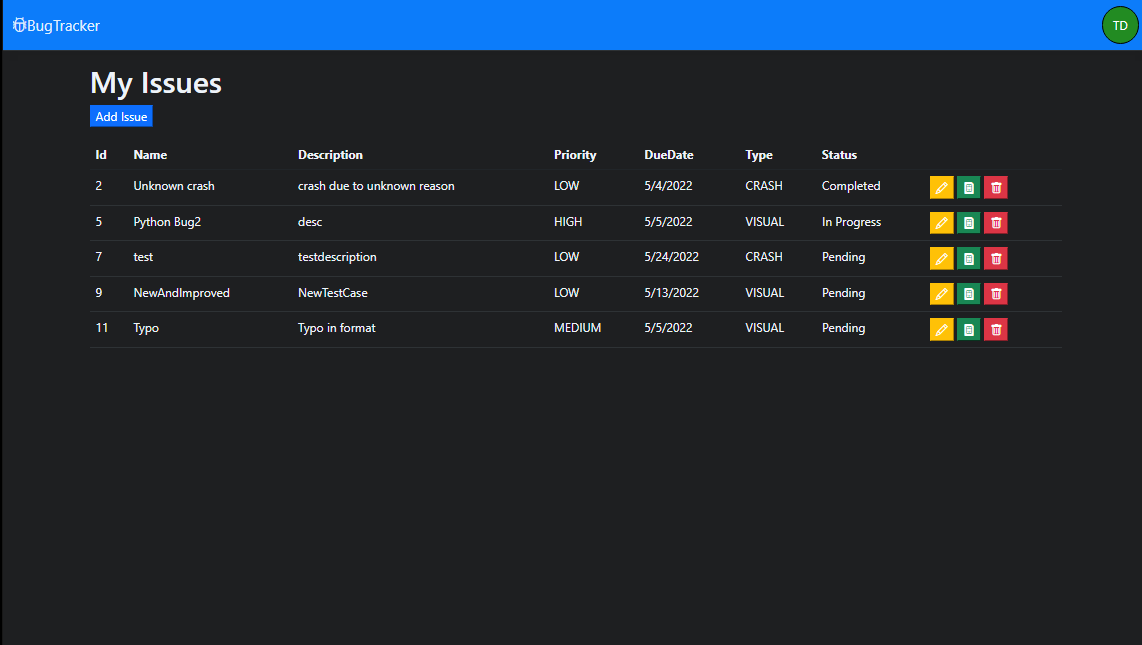 BugTracker
TD
My Issues
Add Issue
Id Name Description Priority DueDate Type Status
2 Unknown crash crash due to unknown reason LOW 5/4/2022 CRASH Completed
5 Python Bug2 desc HIGH 5/5/2022 VISUAL In Progress
7 test testdescription LOW 5/24/2022 CRASH Pending
9 NewAndImproved NewTestCase LOW 5/13/2022 VISUAL Pending
11 Typo Typo in format MEDIUM 5/5/2022 VISUAL Pending